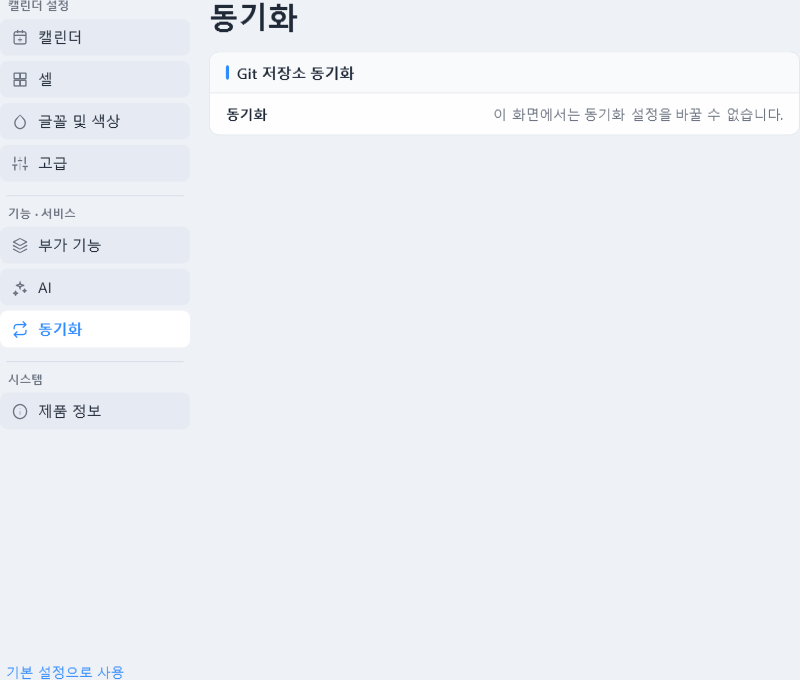 캘린더 설정
캘린더
셀
글꼴 및 색상
고급
기능 · 서비스
부가 기능
AI
동기화
시스템
제품 정보
기본 설정으로 사용
동기화
Git 저장소 동기화
동기화
이 화면에서는 동기화 설정을 바꿀 수 없습니다.